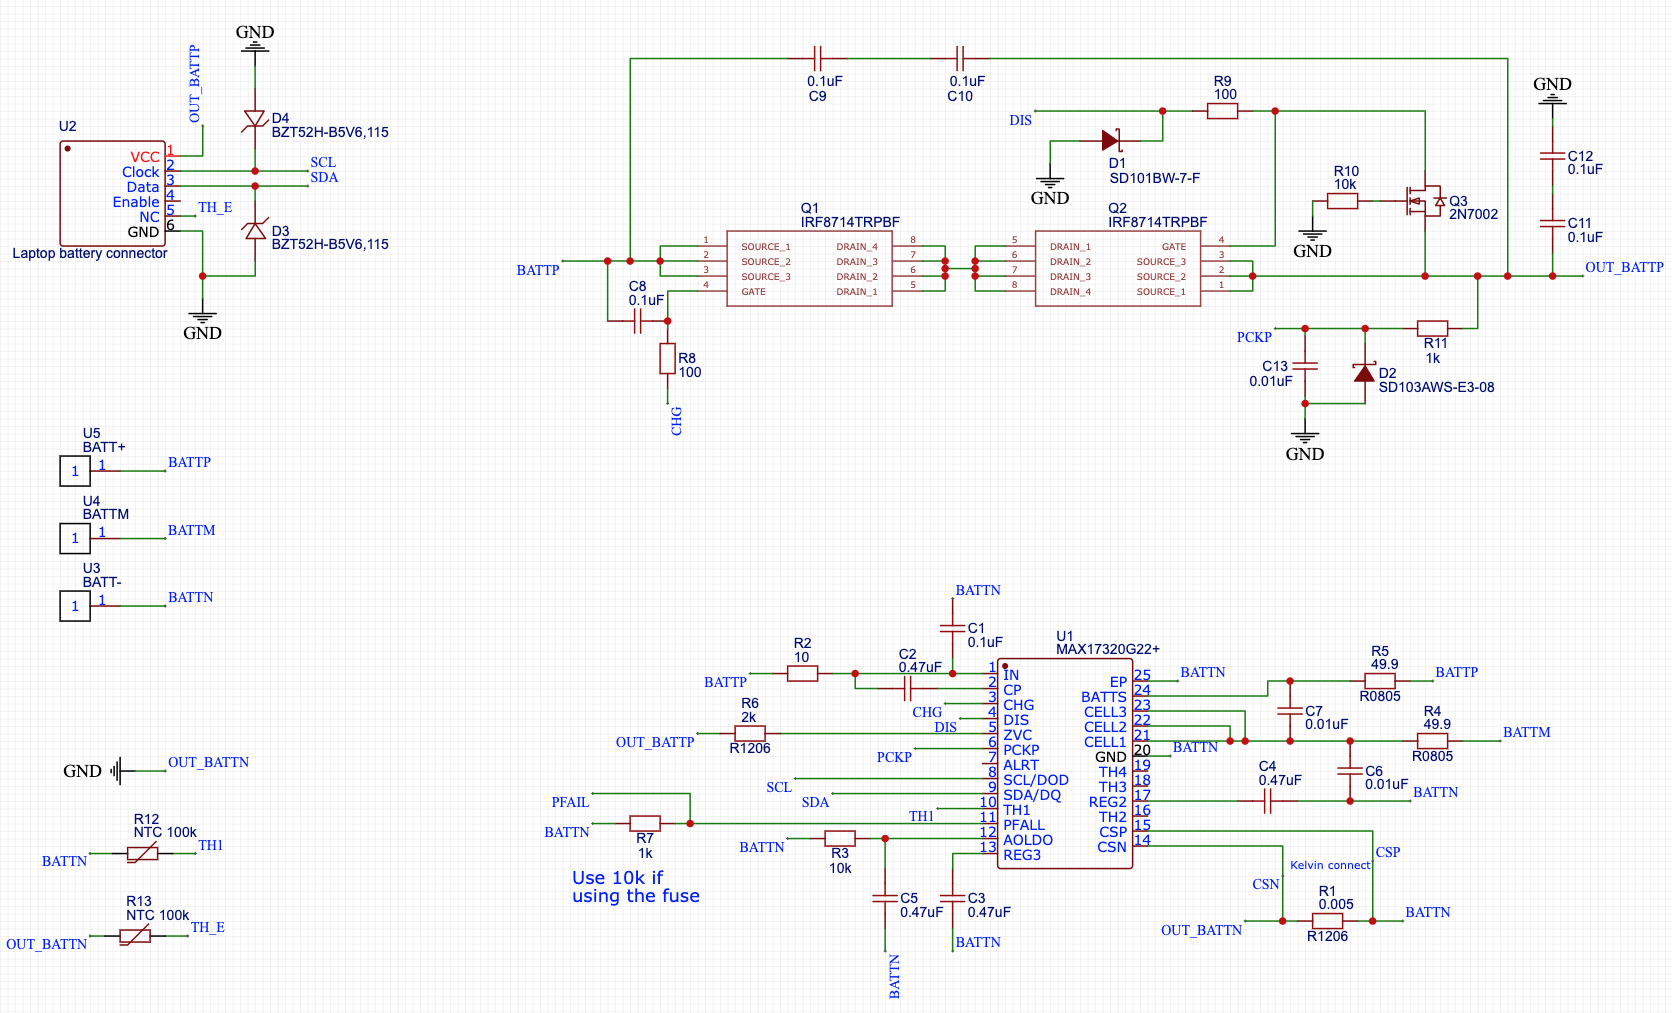 GND
OUT_BATTP
D4
BZT52H-B5V6,115
U2
VCC
Clock
Data
Enable
NC
GND
1
2
3
4
5
6
SCL
SDA
TH_E
D3
BZT52H-B5V6,115
Laptop battery connector
GND
0.1uF
C9
0.1uF
C10
R9
100
DIS
D1
SD101BW-7-F
GND
R10
10k
GND
Q3
2N7002
GND
C12
0.1uF
C11
0.1uF
OUT_BATTP
Q1
IRF8714TRPBF
1 SOURCE_1 DRAIN_4 8
2 SOURCE_2 DRAIN_3 7
3 SOURCE_3 DRAIN_2 6
4 GATE DRAIN_1 5
Q2
IRF8714TRPBF
5 DRAIN_1 GATE 4
6 DRAIN_2 SOURCE_3 3
7 DRAIN_3 SOURCE_2 2
8 DRAIN_4 SOURCE_1 1
BATTP
C8
0.1uF
R8
100
CHG
PCKP
R11
1k
C13
0.01uF
D2
SD103AWS-E3-08
GND
U5
BATT+
1 1 BATTP
U4
BATTM
1 1 BATTM
U3
BATT-
1 1 BATTN
GND OUT_BATTN
R12
NTC 100k
BATTN TH1
R13
NTC 100k
OUT_BATTN TH_E
BATTN
C1
0.1uF
U1
MAX17320G22+
R2
10
BATTP
C2
0.47uF
R6
2k
OUT_BATTP
R1206
CHG
DIS
PCKP
SCL
SDA
TH1
PFAIL
BATTN
R7
1k
Use 10k if
using the fuse
BATTN
R3
10k
C5
0.47uF
BATTN
C3
0.47uF
BATTN
1 IN
2 CP
3 CHG
4 DIS
5 ZVC
6 PCKP
7 ALRT
8 SCL/DOD
9 SDA/DQ
10 TH1
11 PFALL
12 AOLDO
13 REG3
EP 25
BATTS 24
CELL3 23
CELL2 22
CELL1 21
GND 20
TH4 19
TH3 18
REG2 17
TH2 16
CSP 15
CSN 14
BATTN
BATTN
R5
49.9
R0805
BATTP
C7
0.01uF
R4
49.9
R0805
BATTM
C4
0.47uF
C6
0.01uF
BATTN
CSP
Kelvin connect
CSN
R1
0.005
R1206
OUT_BATTN
BATTN